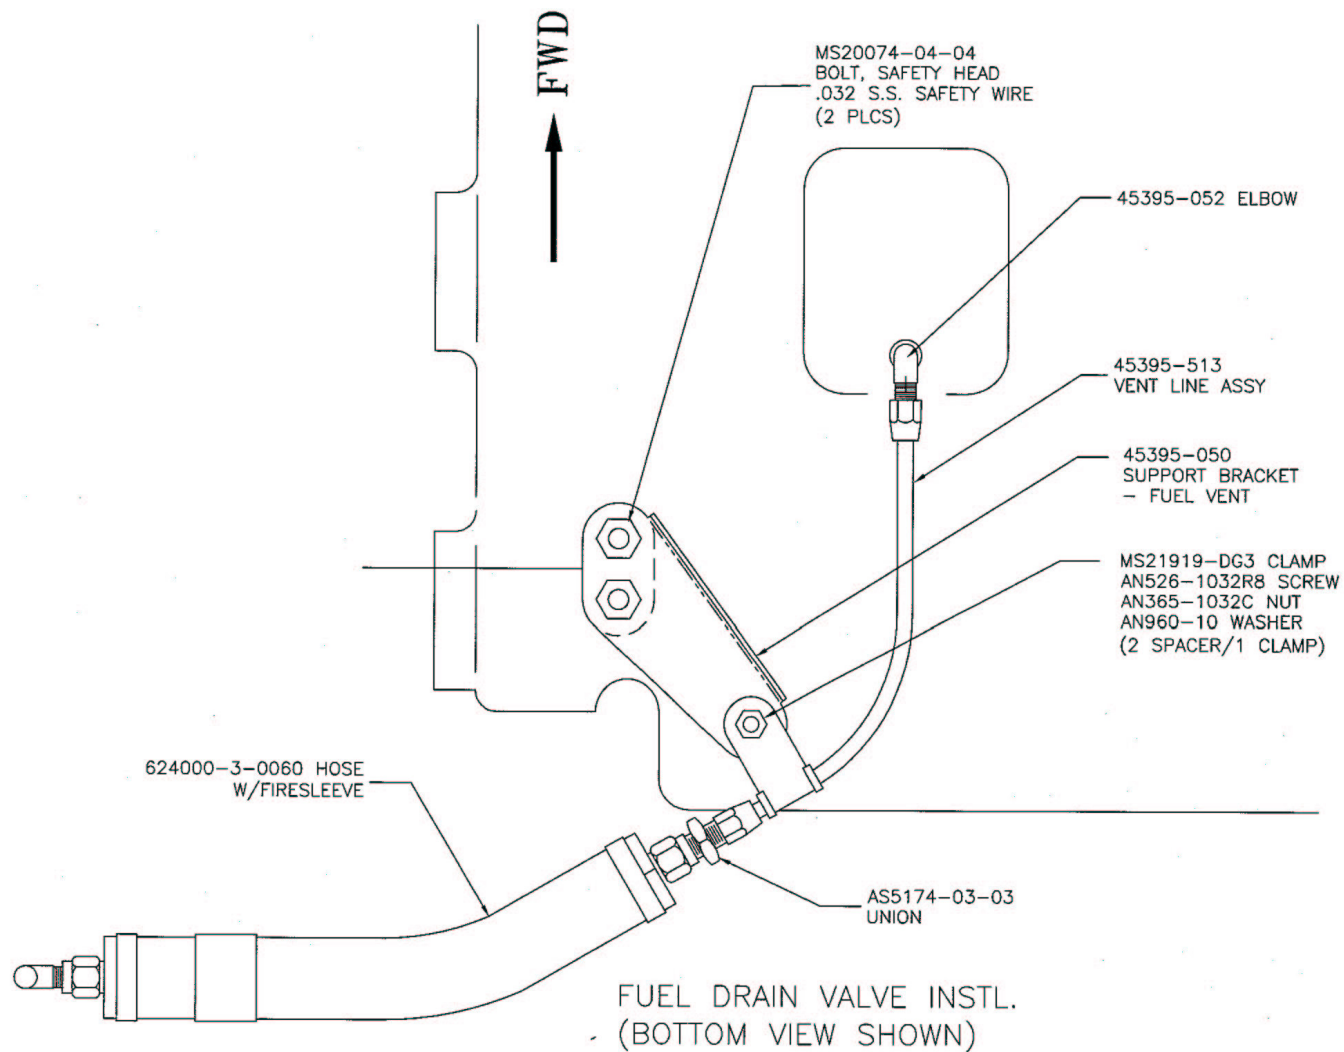 FWD
MS20074-04-04
BOLT, SAFETY HEAD
.032 S.S. SAFETY WIRE
(2 PLCS)
45395-052 ELBOW
45395-513
VENT LINE ASSY
45395-050
SUPPORT BRACKET
- FUEL VENT
MS21919-DG3 CLAMP
AN526-1032R8 SCREW
AN365-1032C NUT
AN960-10 WASHER
(2 SPACER/1 CLAMP)
624000-3-0060 HOSE
W/FIRESLEEVE
AS5174-03-03
UNION
FUEL DRAIN VALVE INSTL.
(BOTTOM VIEW SHOWN)